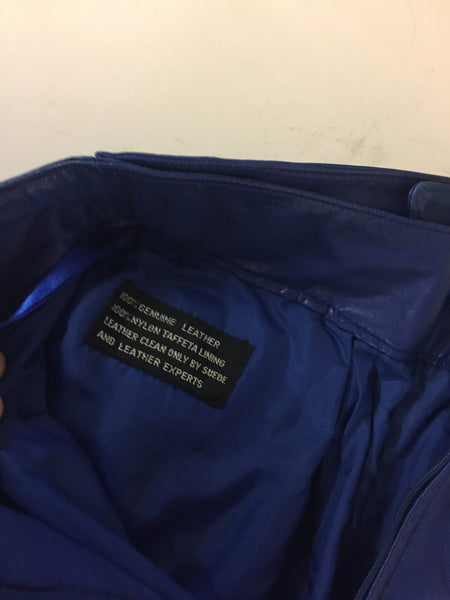 100% GENUINE LEATHER
100% NYLON TAFFETA LINING
LEATHER CLEAN ONLY BY SUEDE
AND LEATHER EXPERTS